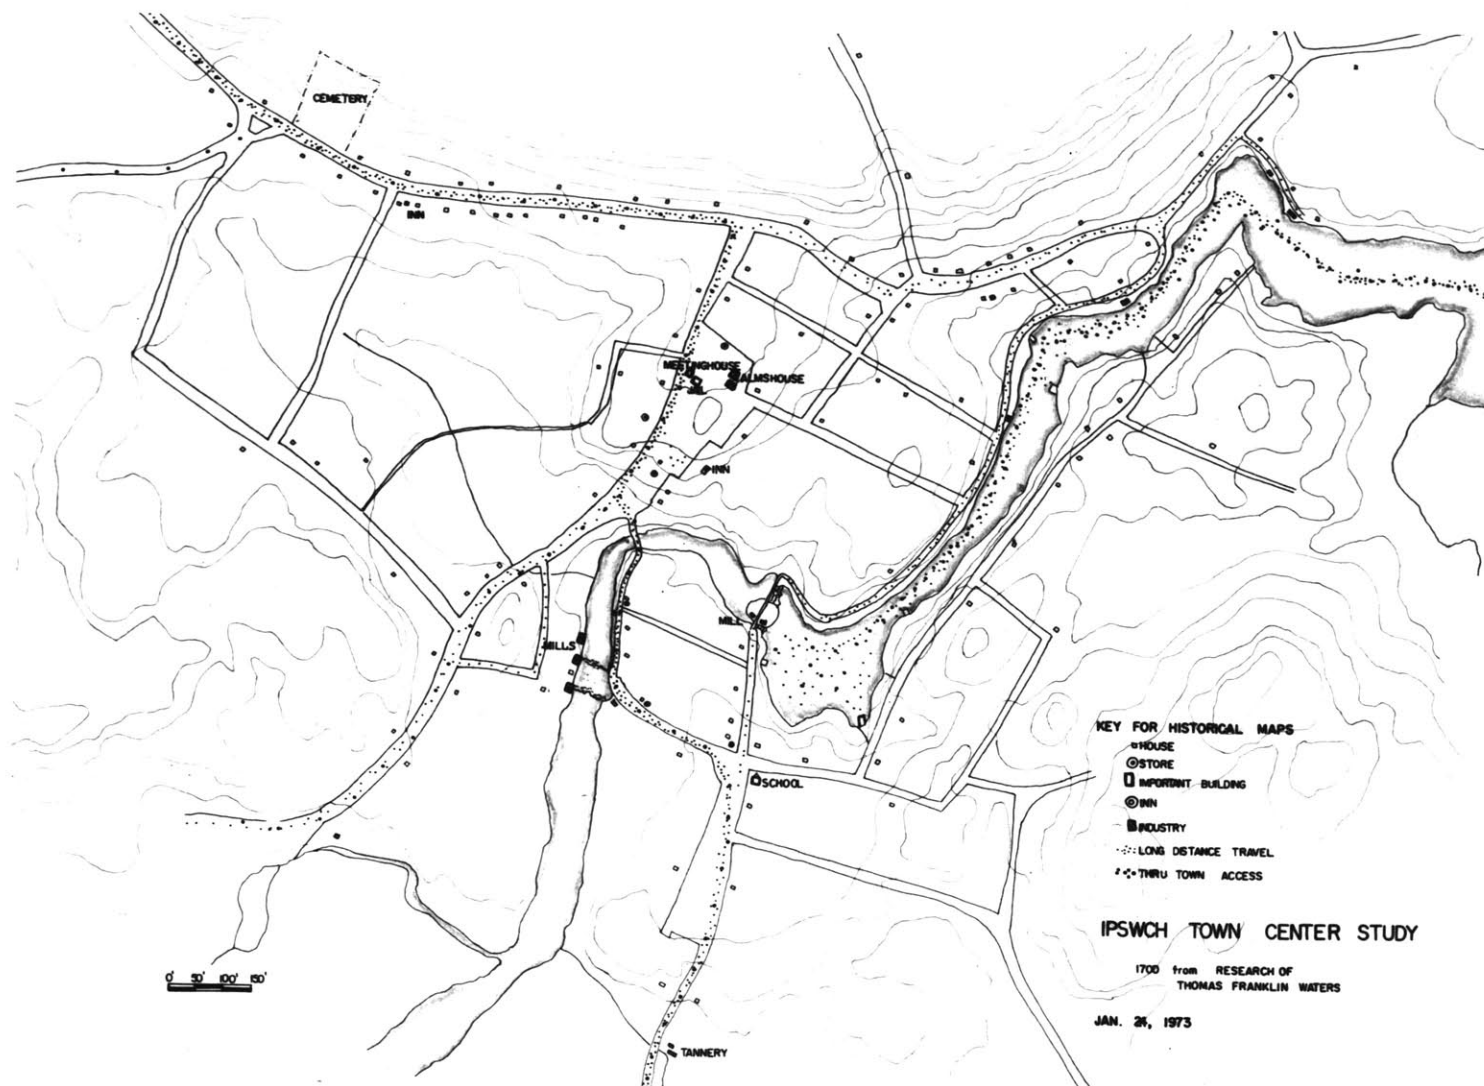 CEMETERY
INN
MEETINGHOUSE
ALMSHOUSE
INN
MILL
MILLS
SCHOOL
KEY FOR HISTORICAL MAPS
HOUSE
STORE
IMPORTANT BUILDING
INN
INDUSTRY
LONG DISTANCE TRAVEL
THRU TOWN ACCESS
IPSWCH TOWN CENTER STUDY
1700 from RESEARCH OF
THOMAS FRANKLIN WATERS
0' 50' 100' 150'
JAN. 24, 1973
TANNERY